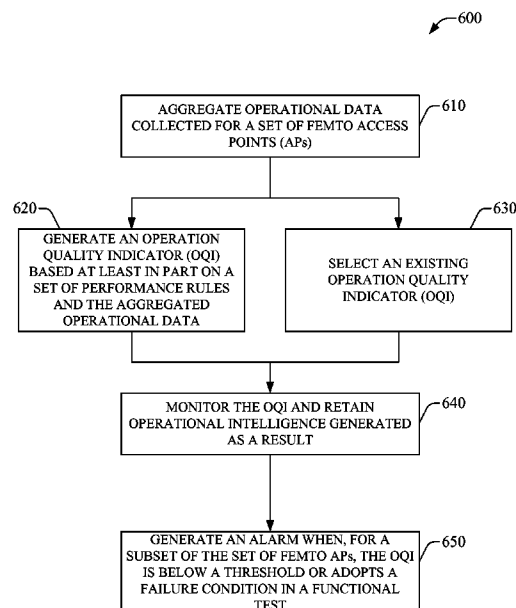 600
AGGREGATE OPERATIONAL DATA
COLLECTED FOR A SET OF FEMTO ACCESS
POINTS (APs)
610
620
GENERATE AN OPERATION
QUALITY INDICATOR (OQI)
BASED AT LEAST IN PART ON A
SET OF PERFORMANCE RULES
AND THE AGGREGATED
OPERATIONAL DATA
630
SELECT AN EXISTING
OPERATION QUALITY
INDICATOR (OQI)
MONITOR THE OQI AND RETAIN
OPERATIONAL INTELLIGENCE GENERATED
AS A RESULT
640
GENERATE AN ALARM WHEN, FOR A
SUBSET OF THE SET OF FEMTO APs, THE OQI
IS BELOW A THRESHOLD OR ADOPTS A
FAILURE CONDITION IN A FUNCTIONAL
TEST
650